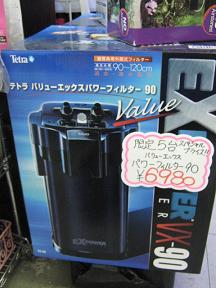 Tetra
90~120cm
テトラ バリューエックスパワーフィルター 90
Value
EX POWER
FILTER VX-90
限定5台 スペシャル
プライス!!
バリューエックス
パワーフィルター90
¥6980
EX POWER